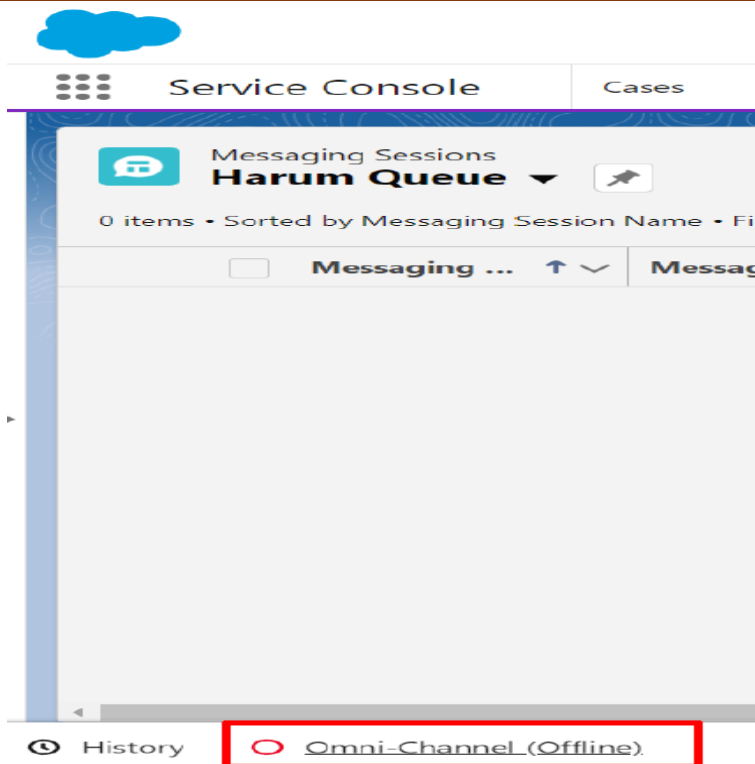 Service Console Cases
Messaging Sessions
Harum Queue
0 items • Sorted by Messaging Session Name •
Messaging ...
History Omni-Channel (Offline)